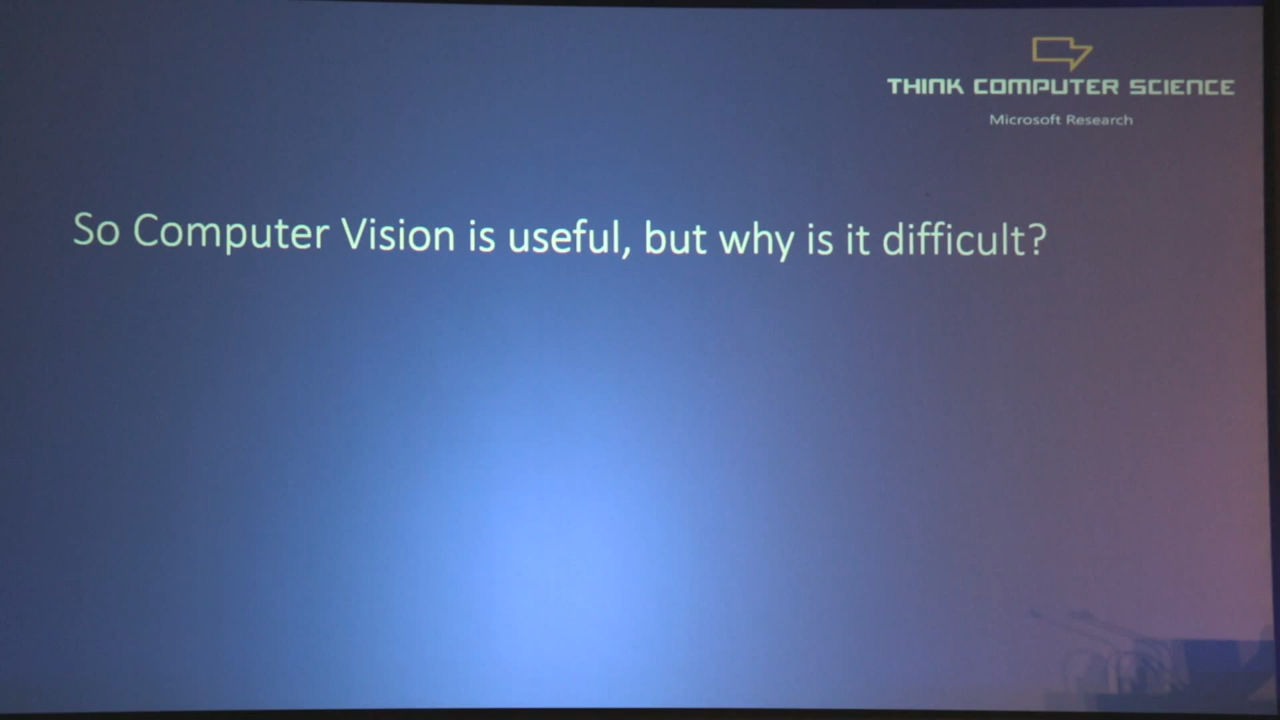 THINK COMPUTER SCIENCE
Microsoft Research
So Computer Vision is useful, but why is it difficult?